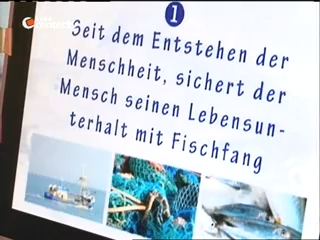 1
Seit dem Entstehen der
Menschheit, sichert der
Mensch seinen Lebensun-
terhalt mit Fischfang